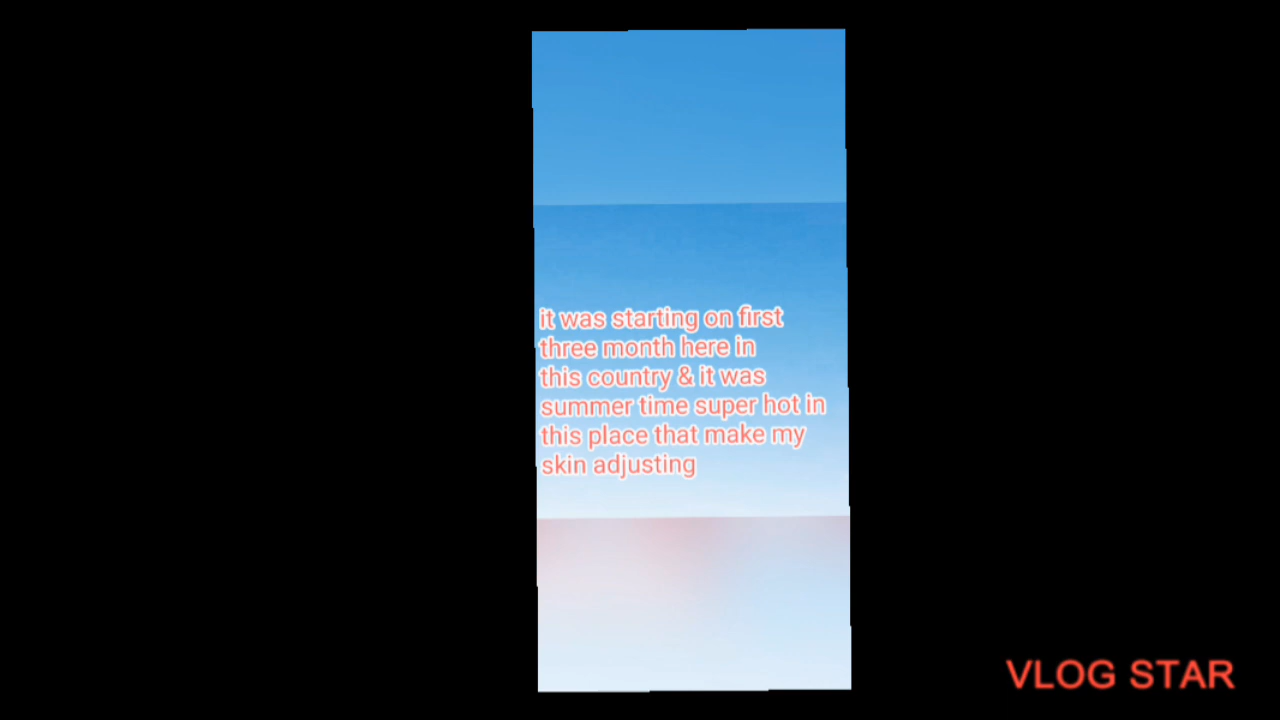 it was starting on first
three month here in
this country & it was
summer time super hot in
this place that make my
skin adjusting
VLOG STAR